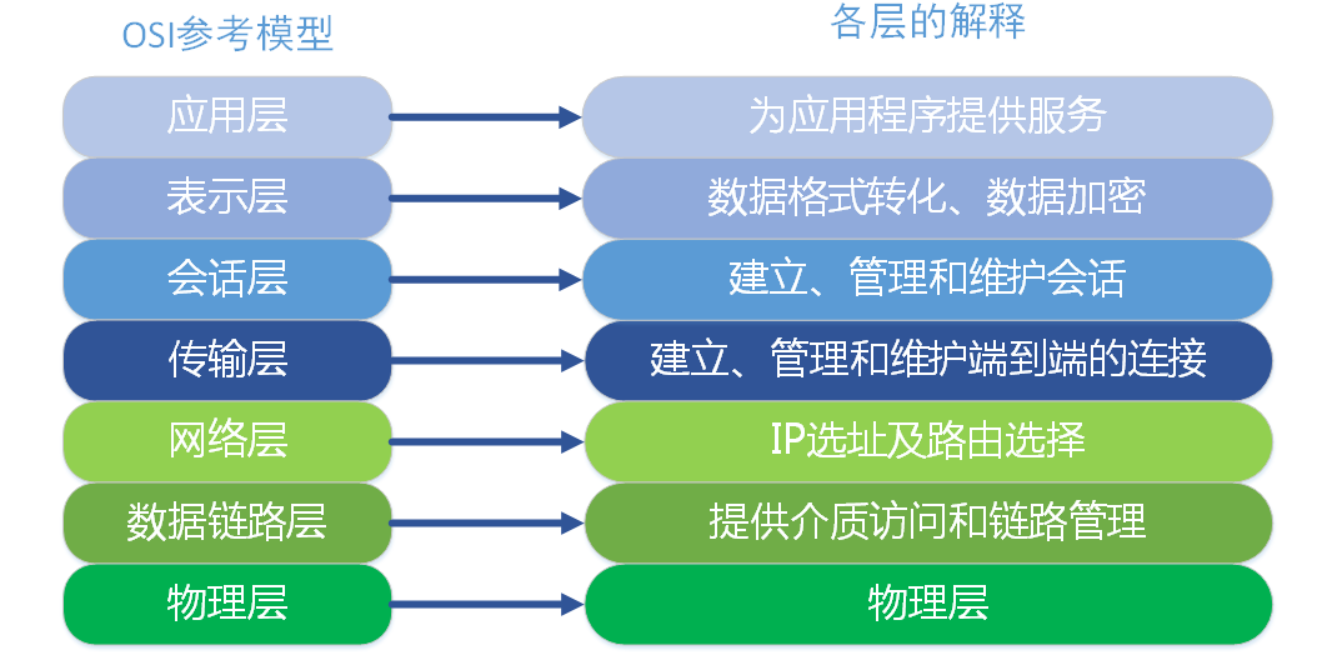 OSI参考模型
各层的解释
应用层
为应用程序提供服务
表示层
数据格式转化、数据加密
会话层
建立、管理和维护会话
传输层
建立、管理和维护端到端的连接
网络层
IP选址及路由选择
数据链路层
提供介质访问和链路管理
物理层
物理层